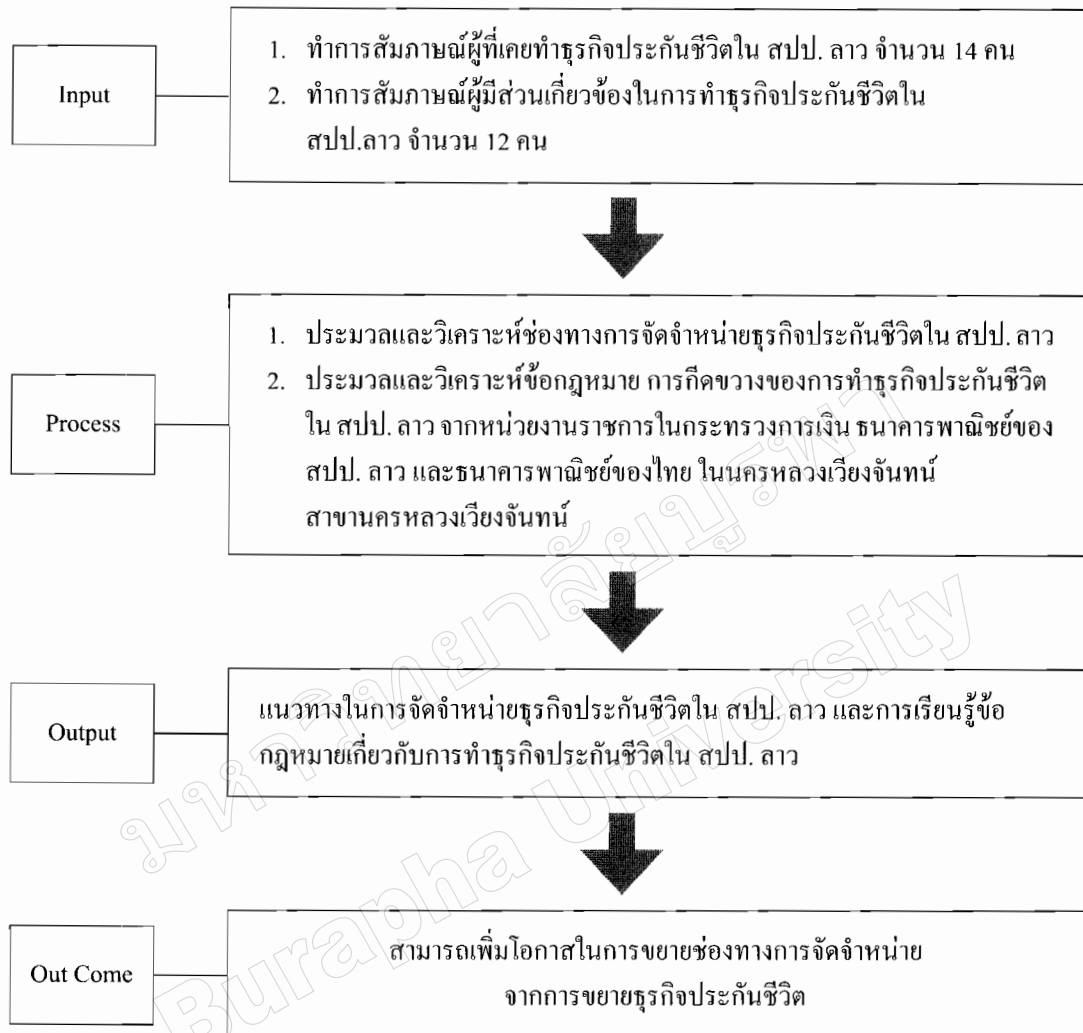 Input
1. ทำการสัมภาษณ์ผู้ที่เคยทำธุรกิจประกันชีวิตใน สปป. ลาว จำนวน 14 คน
2. ทำการสัมภาษณ์ผู้มีส่วนเกี่ยวข้องในการทำธุรกิจประกันชีวิตใน
สปป.ลาว จำนวน 12 คน
Process
1. ประมวลและวิเคราะห์ช่องทางการจัดจำหน่ายธุรกิจประกันชีวิตใน สปป. ลาว
2. ประมวลและวิเคราะห์ข้อกฎหมาย การกีดขวางของการทำธุรกิจประกันชีวิต
ใน สปป. ลาว จากหน่วยงานราชการในกระทรวงการเงิน ธนาคารพาณิชย์ของ
สปป. ลาว และธนาคารพาณิชย์ของไทย ในนครหลวงเวียงจันทน์
สาขานครหลวงเวียงจันทน์
Output
แนวทางในการจัดจำหน่ายธุรกิจประกันชีวิตใน สปป. ลาว และการเรียนรู้ข้อ
กฎหมายเกี่ยวกับการทำธุรกิจประกันชีวิตใน สปป. ลาว
Out Come
สามารถเพิ่มโอกาสในการขยายช่องทางการจัดจำหน่าย
จากการขยายธุรกิจประกันชีวิต
มหาวิทยาลัยบูรพา
Burapha University